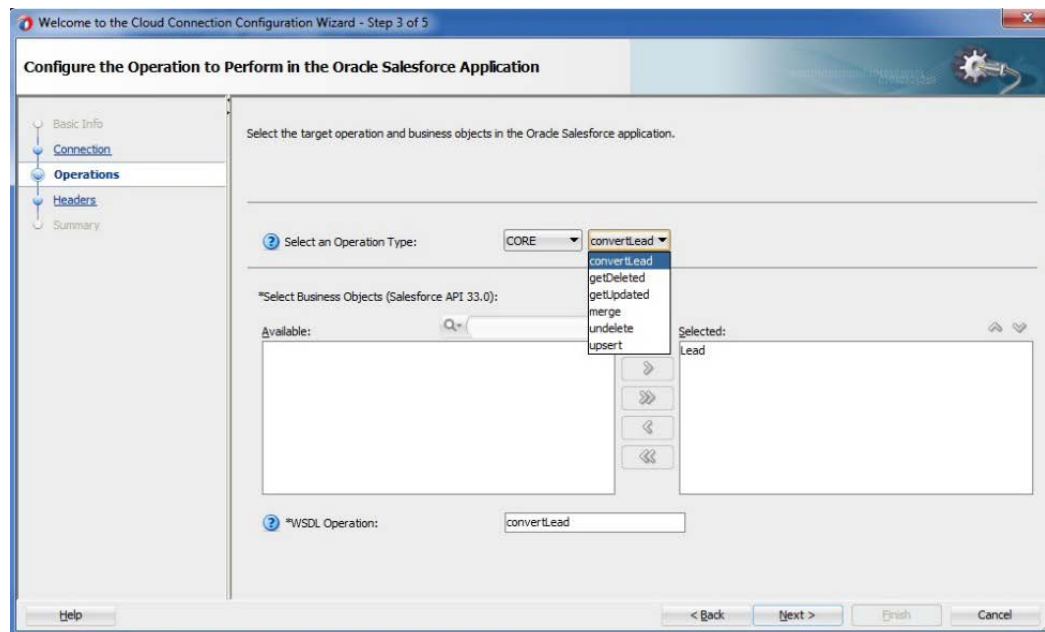 Welcome to the Cloud Connection Configuration Wizard - Step 3 of 5
Configure the Operation to Perform in the Oracle Salesforce Application
Basic Info
Connection
Operations
Headers
Summary
Select the target operation and business objects in the Oracle Salesforce application.
Select an Operation Type: CORE convertLead
convertLead
getDeleted
getUpdated
merge
undelete
upsert
*Select Business Objects (Salesforce API 33.0):
Available:
Selected:
Lead
*WSDL Operation: convertLead
Help < Back Next > Finish Cancel